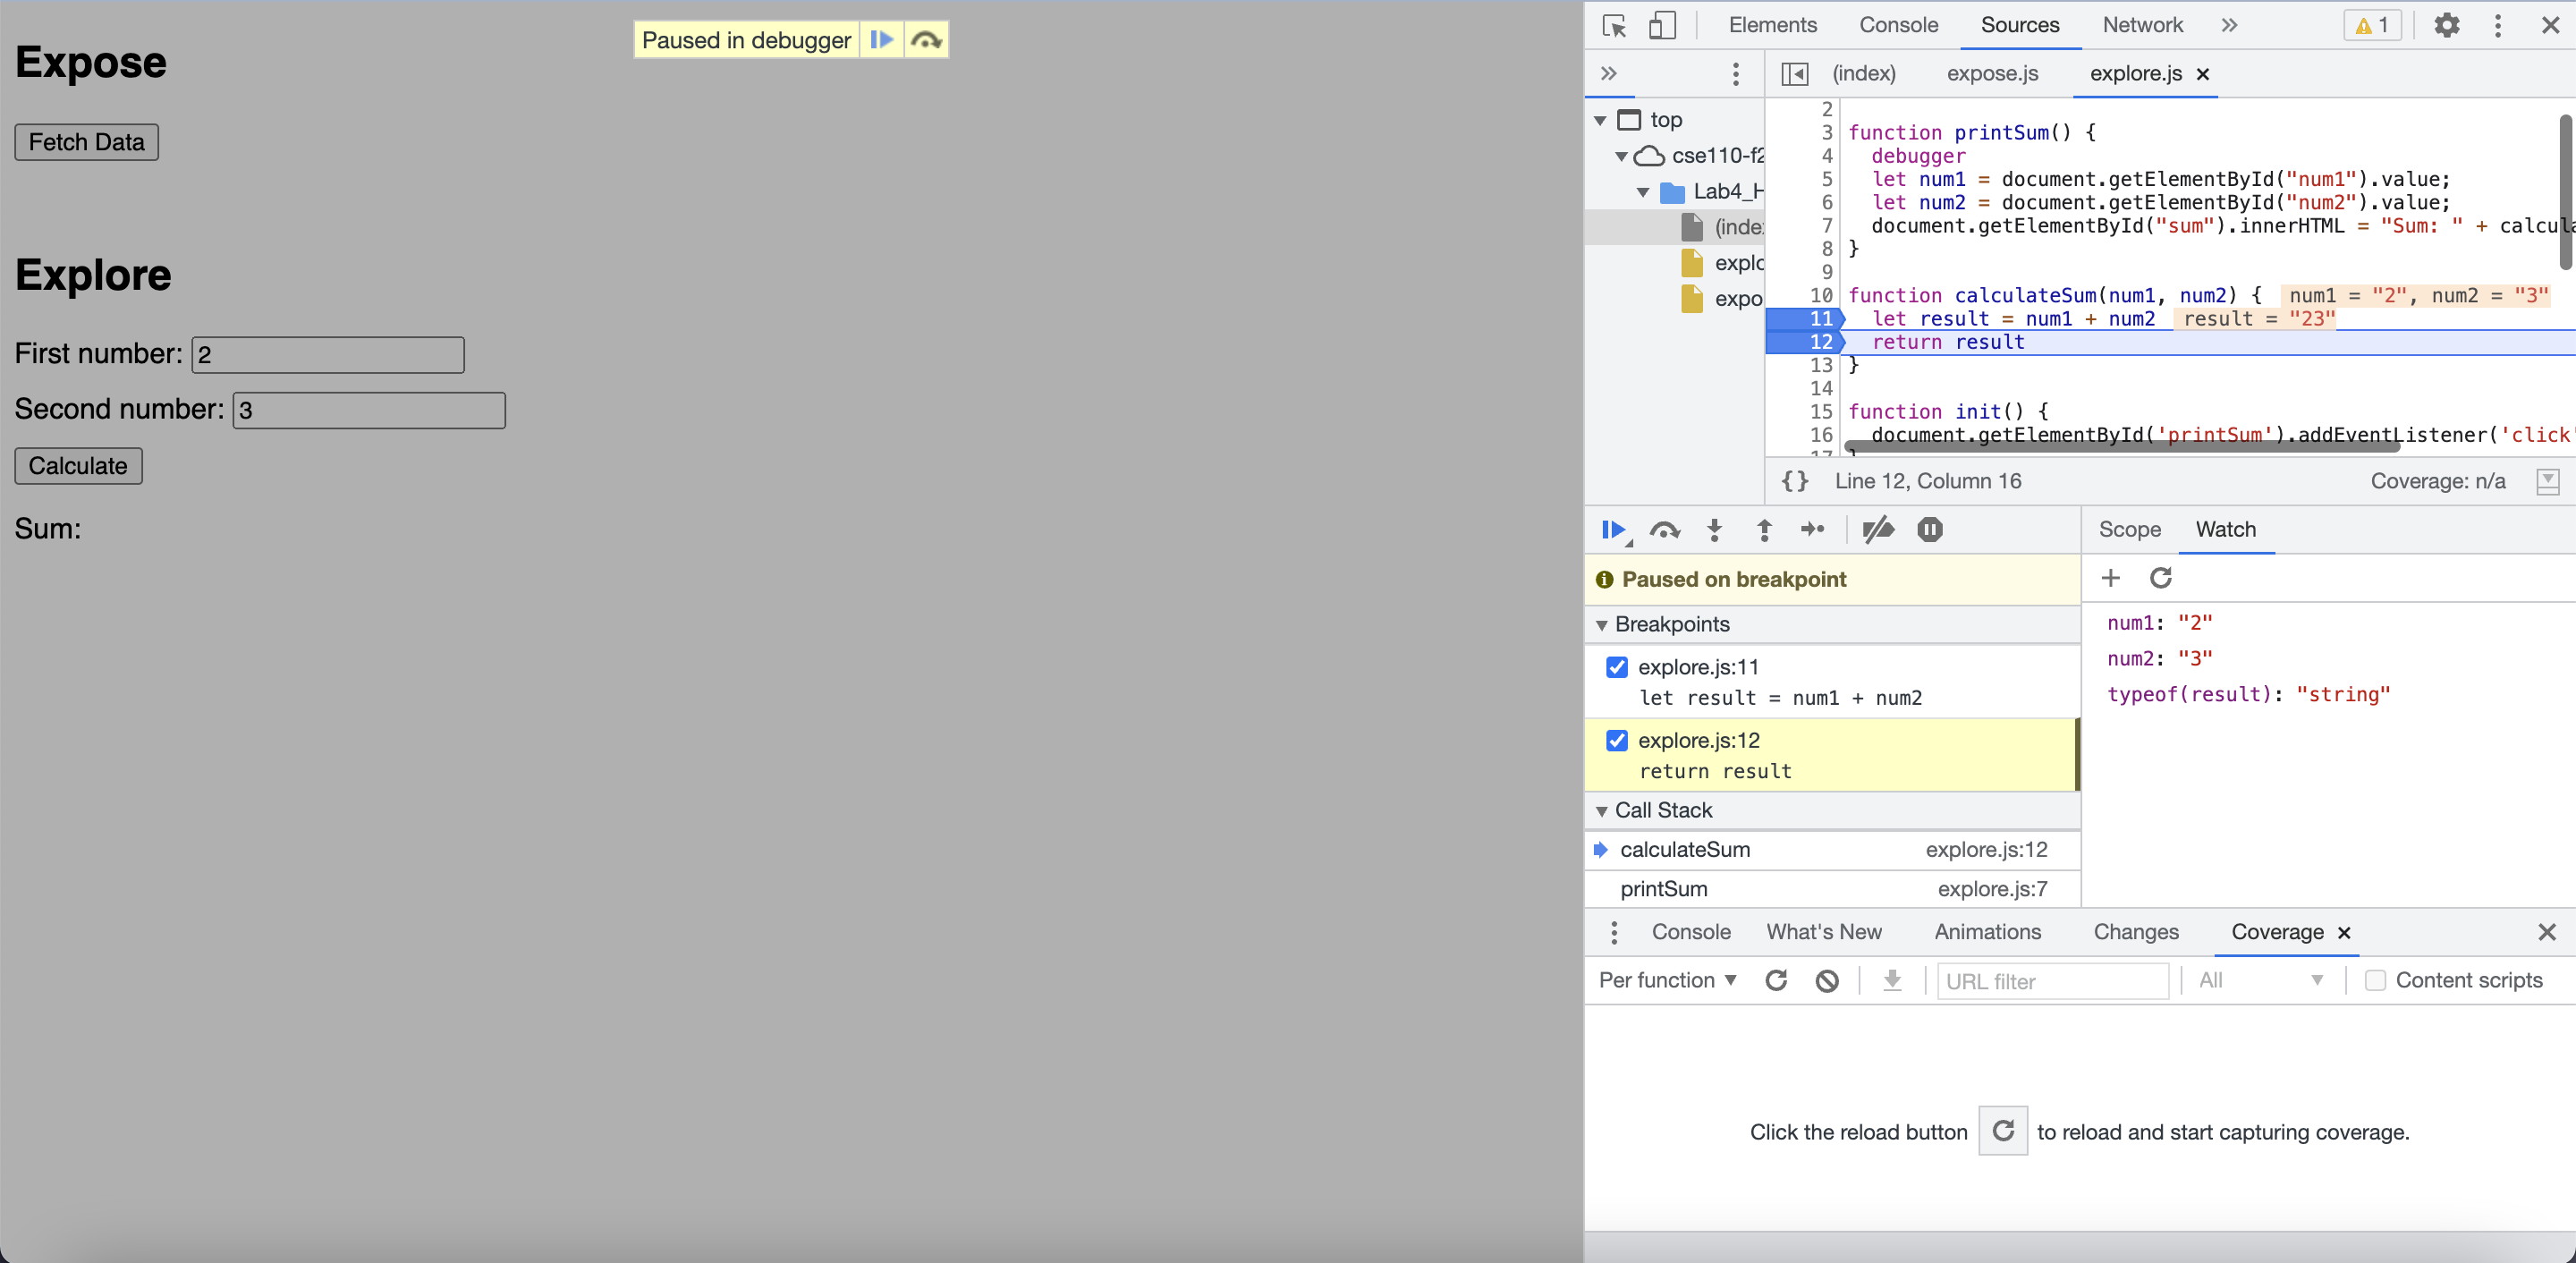 Expose
Fetch Data
Explore
First number: 2
Second number: 3
Calculate
Sum:
Paused in debugger
Elements Console Sources Network 1
(index) expose.js explore.js
top
cse110-f2
Lab4_H
(inde
explo
expo
2
3 function printSum() {
4 debugger
5 let num1 = document.getElementById("num1").value;
6 let num2 = document.getElementById("num2").value;
7 document.getElementById("sum").innerHTML = "Sum: " + calcula
8 }
9
10 function calculateSum(num1, num2) { num1 = "2", num2 = "3"
11 let result = num1 + num2 result = "23"
12 return result
13 }
14
15 function init() {
16 document.getElementById('printSum').addEventListener('click'
17 }
{} Line 12, Column 16 Coverage: n/a
Paused on breakpoint
Breakpoints
explore.js:11
let result = num1 + num2
explore.js:12
return result
Call Stack
calculateSum explore.js:12
printSum explore.js:7
Scope Watch
num1: "2"
num2: "3"
typeof(result): "string"
Console What's New Animations Changes Coverage
Per function URL filter All Content scripts
Click the reload button to reload and start capturing coverage.